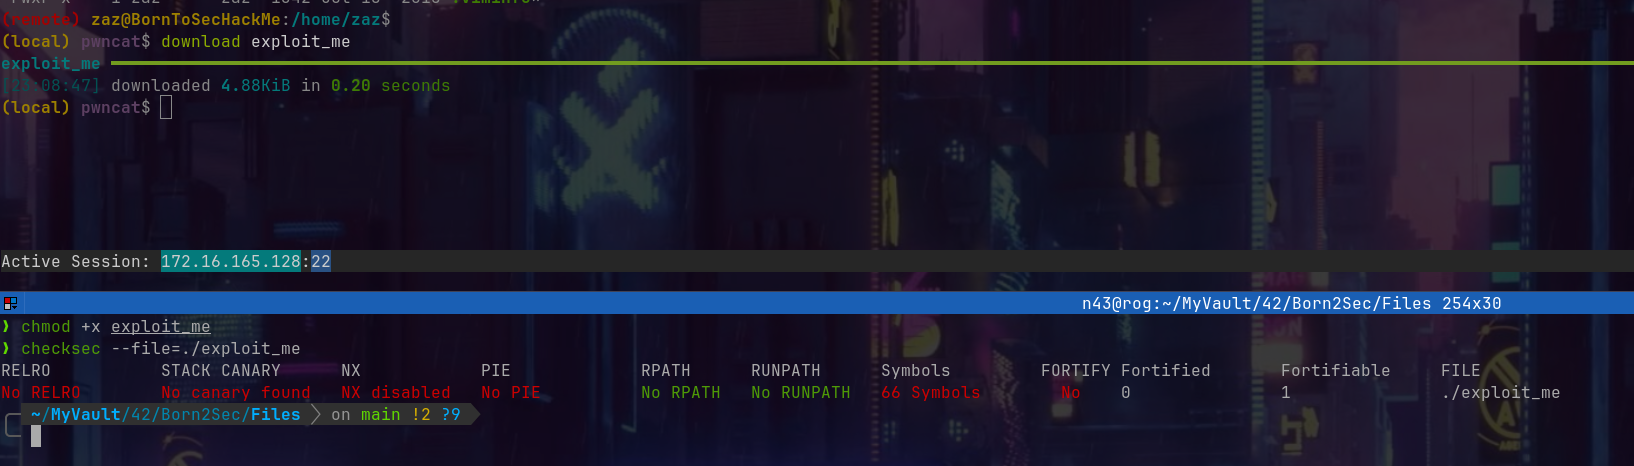 (remote) zaz@BornToSecHackMe:/home/zaz$
(local) pwncat$ download exploit_me
exploit_me
[23:08:47] downloaded 4.88KiB in 0.20 seconds
(local) pwncat$
Active Session: 172.16.165.128:22
n43@rog:~/MyVault/42/Born2Sec/Files 254x30
❯ chmod +x exploit_me
❯ checksec --file=./exploit_me
RELRO STACK CANARY NX PIE RPATH RUNPATH Symbols FORTIFY Fortified Fortifiable FILE
No RELRO No canary found NX disabled No PIE No RPATH No RUNPATH 66 Symbols No 0 1 ./exploit_me
~/MyVault/42/Born2Sec/Files on main !2 ?9